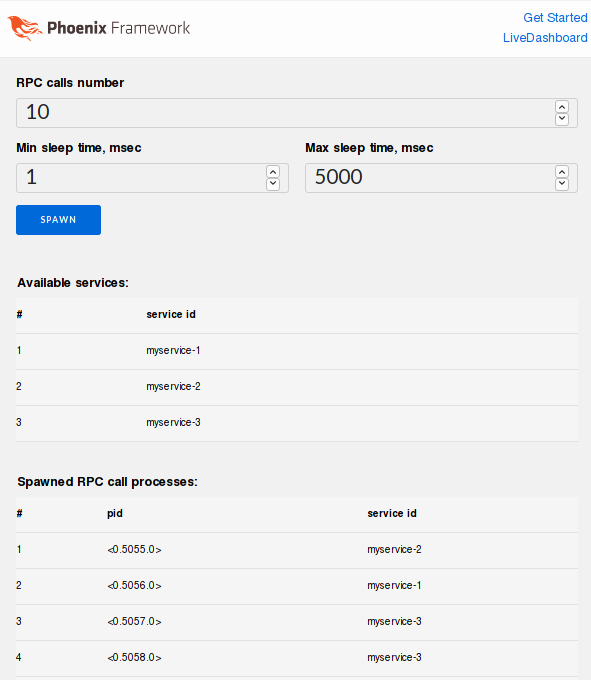 Phoenix Framework
Get Started
LiveDashboard
RPC calls number
10
Min sleep time, msec Max sleep time, msec
1 5000
SPAWN
Available services:
# service id
1 myservice-1
2 myservice-2
3 myservice-3
Spawned RPC call processes:
# pid service id
1 <0.5055.0> myservice-2
2 <0.5056.0> myservice-1
3 <0.5057.0> myservice-3
4 <0.5058.0> myservice-3